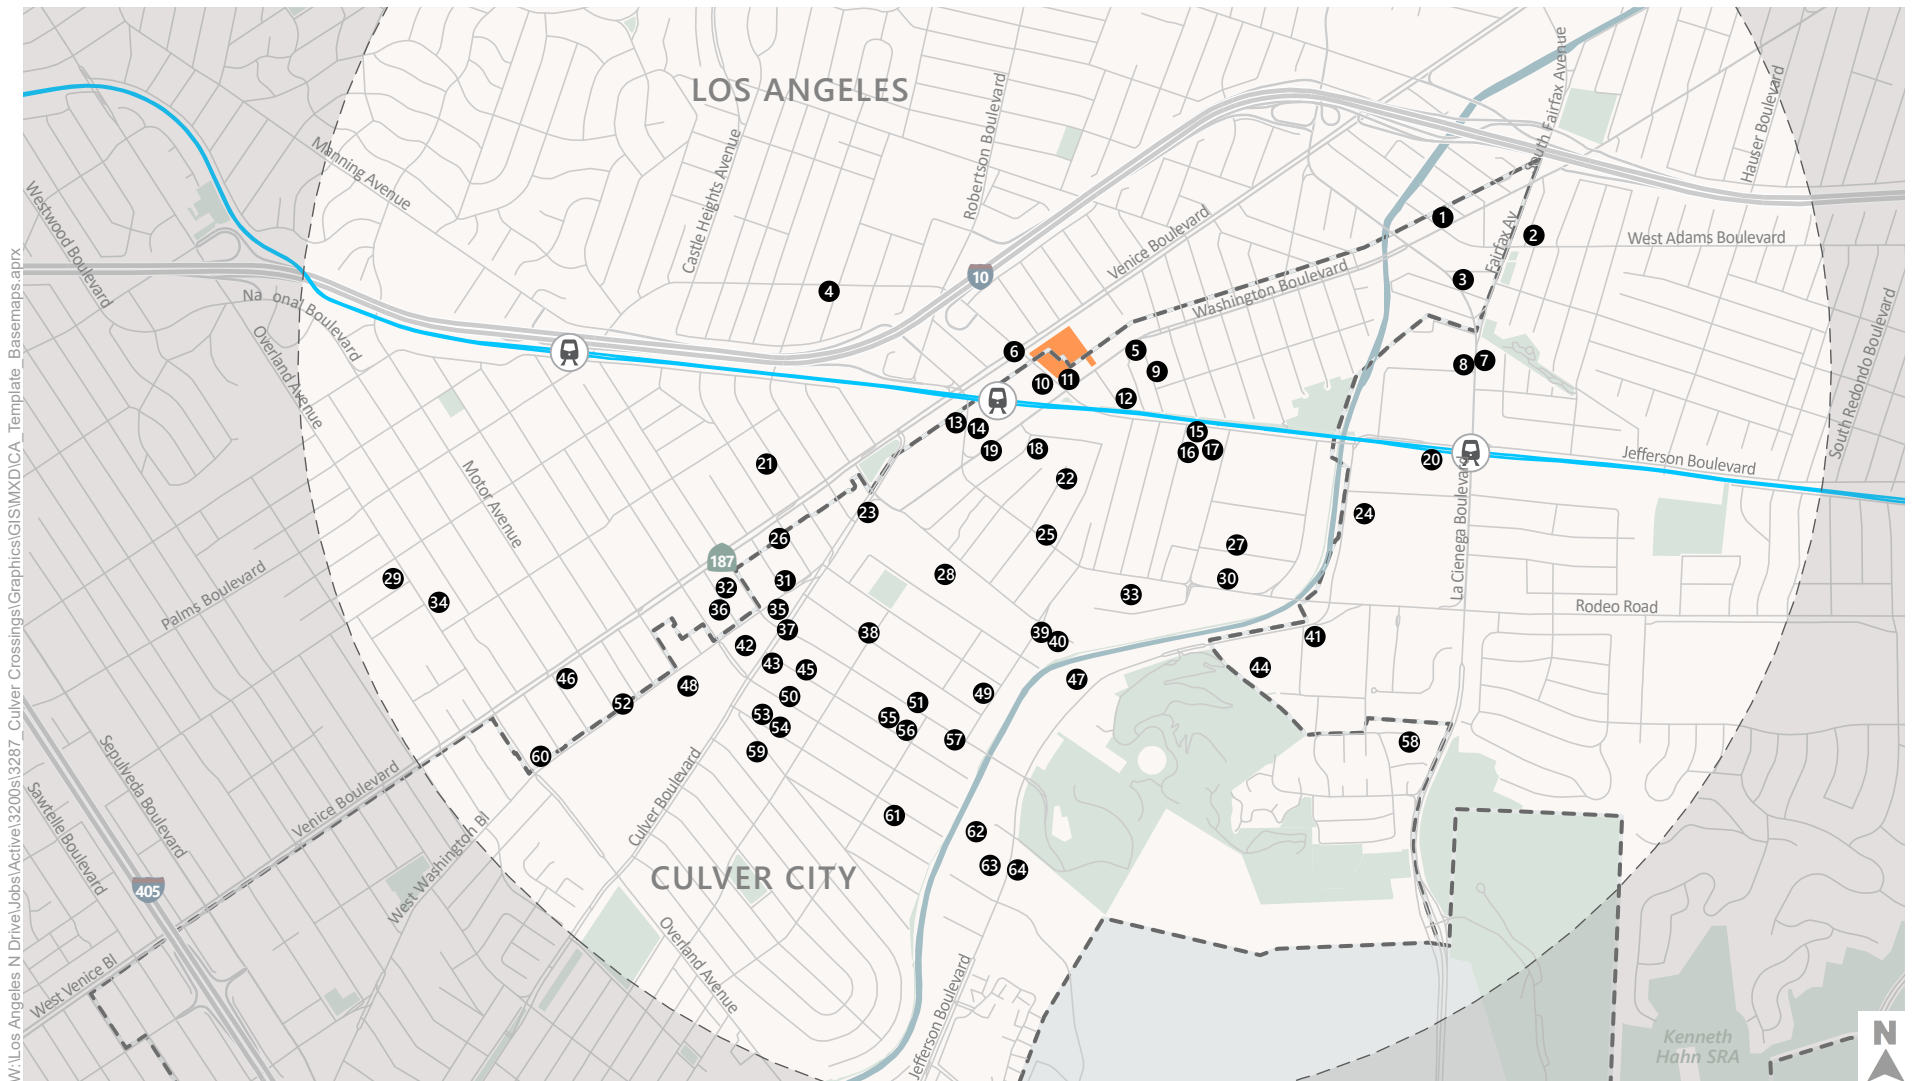 LOS ANGELES
Robertson Boulevard
South Fairfax Avenue
Hauser Boulevard
Manning Avenue
Castle Heights Avenue
Westwood Boulevard
Venice Boulevard
1
2
West Adams Boulevard
Fairfax Av
10
3
4
Washington Boulevard
Na onal Boulevard
Overland Avenue
South Redondo Boulevard
6
5
7
8
9
10
11
12
13
14
15
16
17
18
19
20
Jefferson Boulevard
21
22
Motor Avenue
23
24
25
26
27
187
28
29
30
31
32
33
34
35
36
La Cienega Boulevard
Rodeo Road
Palms Boulevard
37
38
39
40
41
42
43
44
45
46
47
48
49
50
51
52
53
54
55
56
57
58
59
60
Sepulveda Boulevard
Sawtelle Boulevard
Venice Boulevard
Culver Boulevard
West Washington Bl
61
62
63
64
CULVER CITY
405
West Venice Bl
Overland Avenue
Jefferson Boulevard
Kenneth
Hahn SRA
N
W:\Los Angeles N Drive\Jobs\Active\3200s\3287_Culver Crossings\Graphics\GIS\MXD\CA_Template_Basemaps.aprx